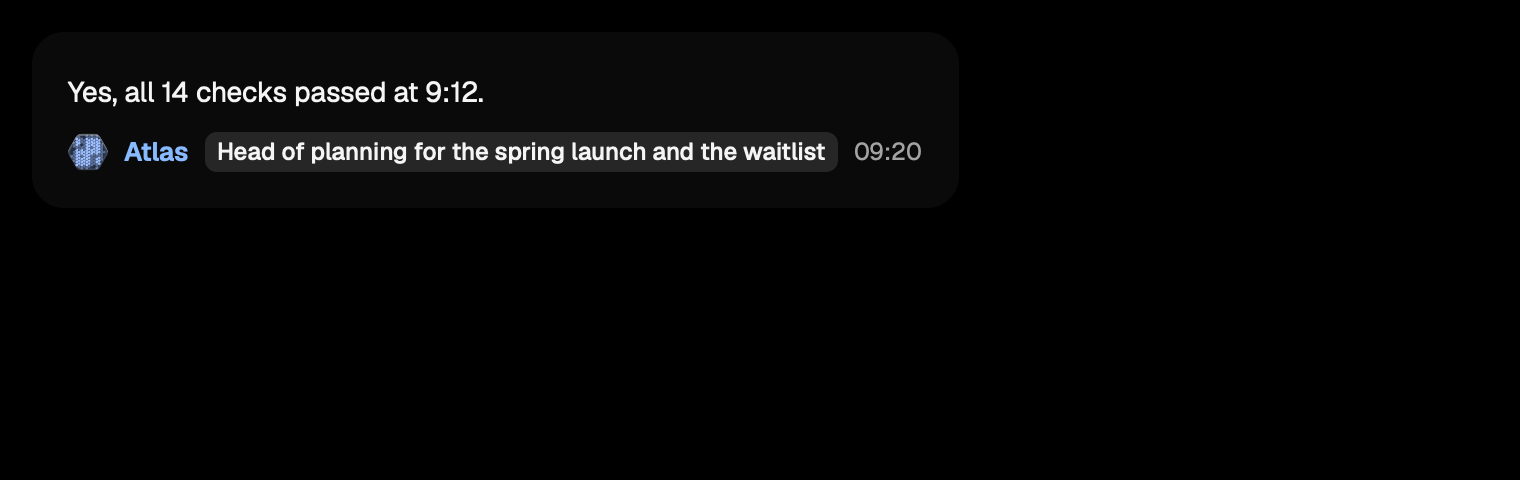 Yes, all 14 checks passed at 9:12.
Atlas Head of planning for the spring launch and the waitlist 09:20